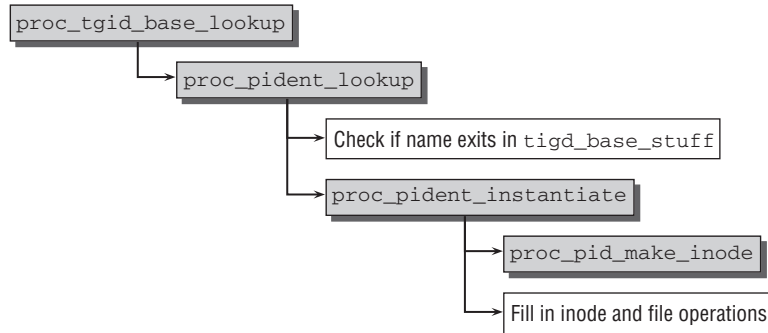 proc_tgid_base_lookup
proc_pident_lookup
Check if name exits in tigd_base_stuff
proc_pident_instantiate
proc_pid_make_inode
Fill in inode and file operations